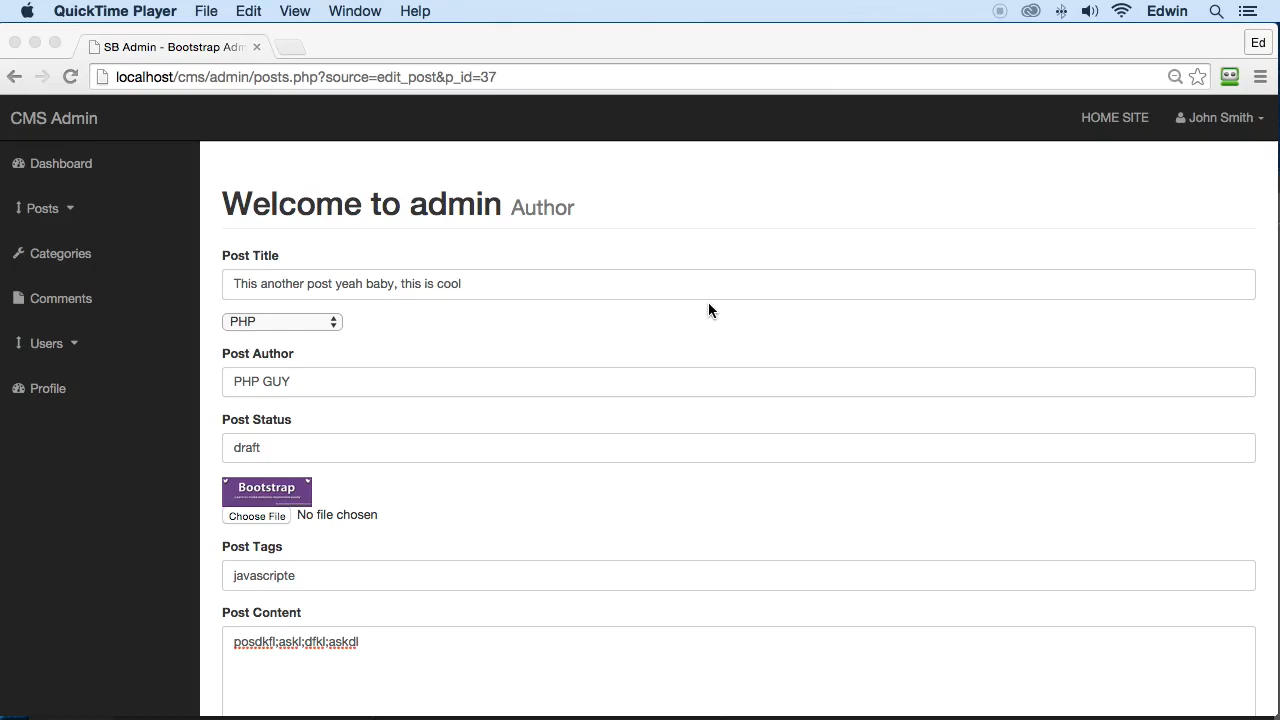 QuickTime Player File Edit View Window Help Edwin
SB Admin - Bootstrap Adm Ed
localhost/cms/admin/posts.php?source=edit_post&p_id=37
CMS Admin HOME SITE John Smith
Dashboard
Posts
Categories
Comments
Users
Profile
Welcome to admin Author
Post Title
This another post yeah baby, this is cool
PHP
Post Author
PHP GUY
Post Status
draft
Bootstrap
Choose File No file chosen
Post Tags
javascripte
Post Content
posdkfl;askl;dfkl;askdl